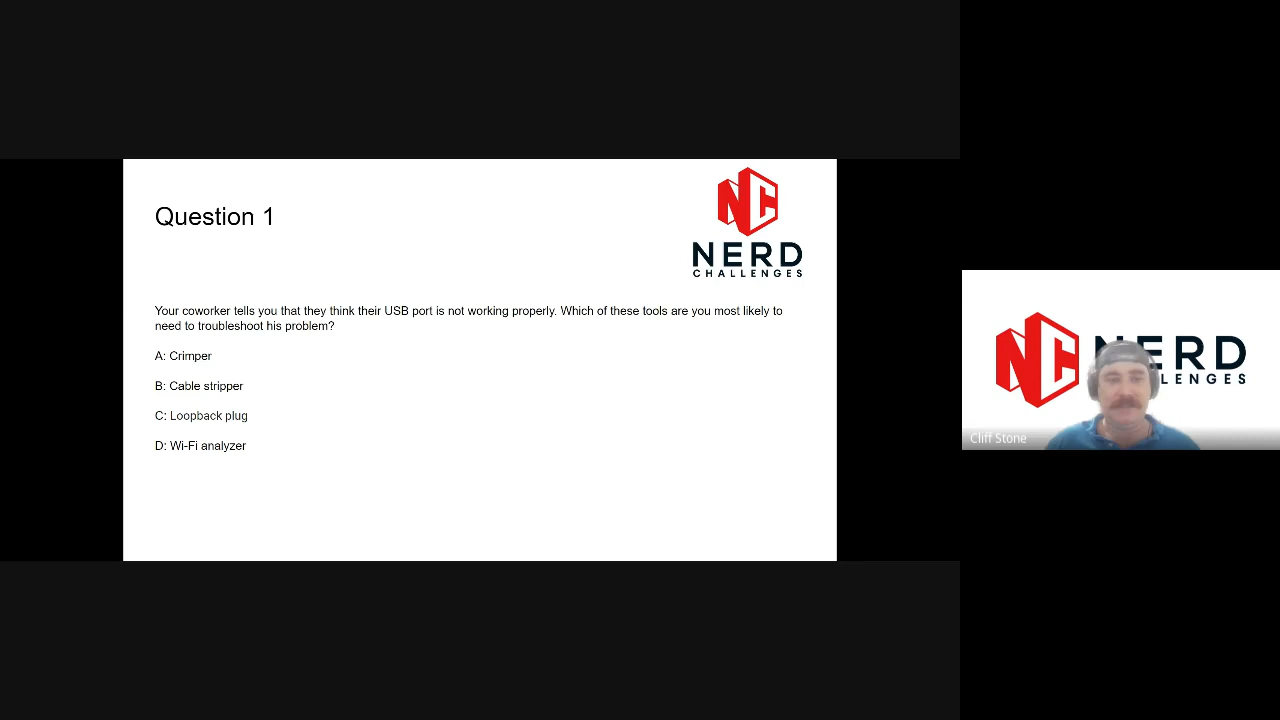 Question 1
NC
NERD
CHALLENGES
Your coworker tells you that they think their USB port is not working properly. Which of these tools are you most likely to
need to troubleshoot his problem?
A: Crimper
B: Cable stripper
C: Loopback plug
D: Wi-Fi analyzer
NC
Cliff Stone